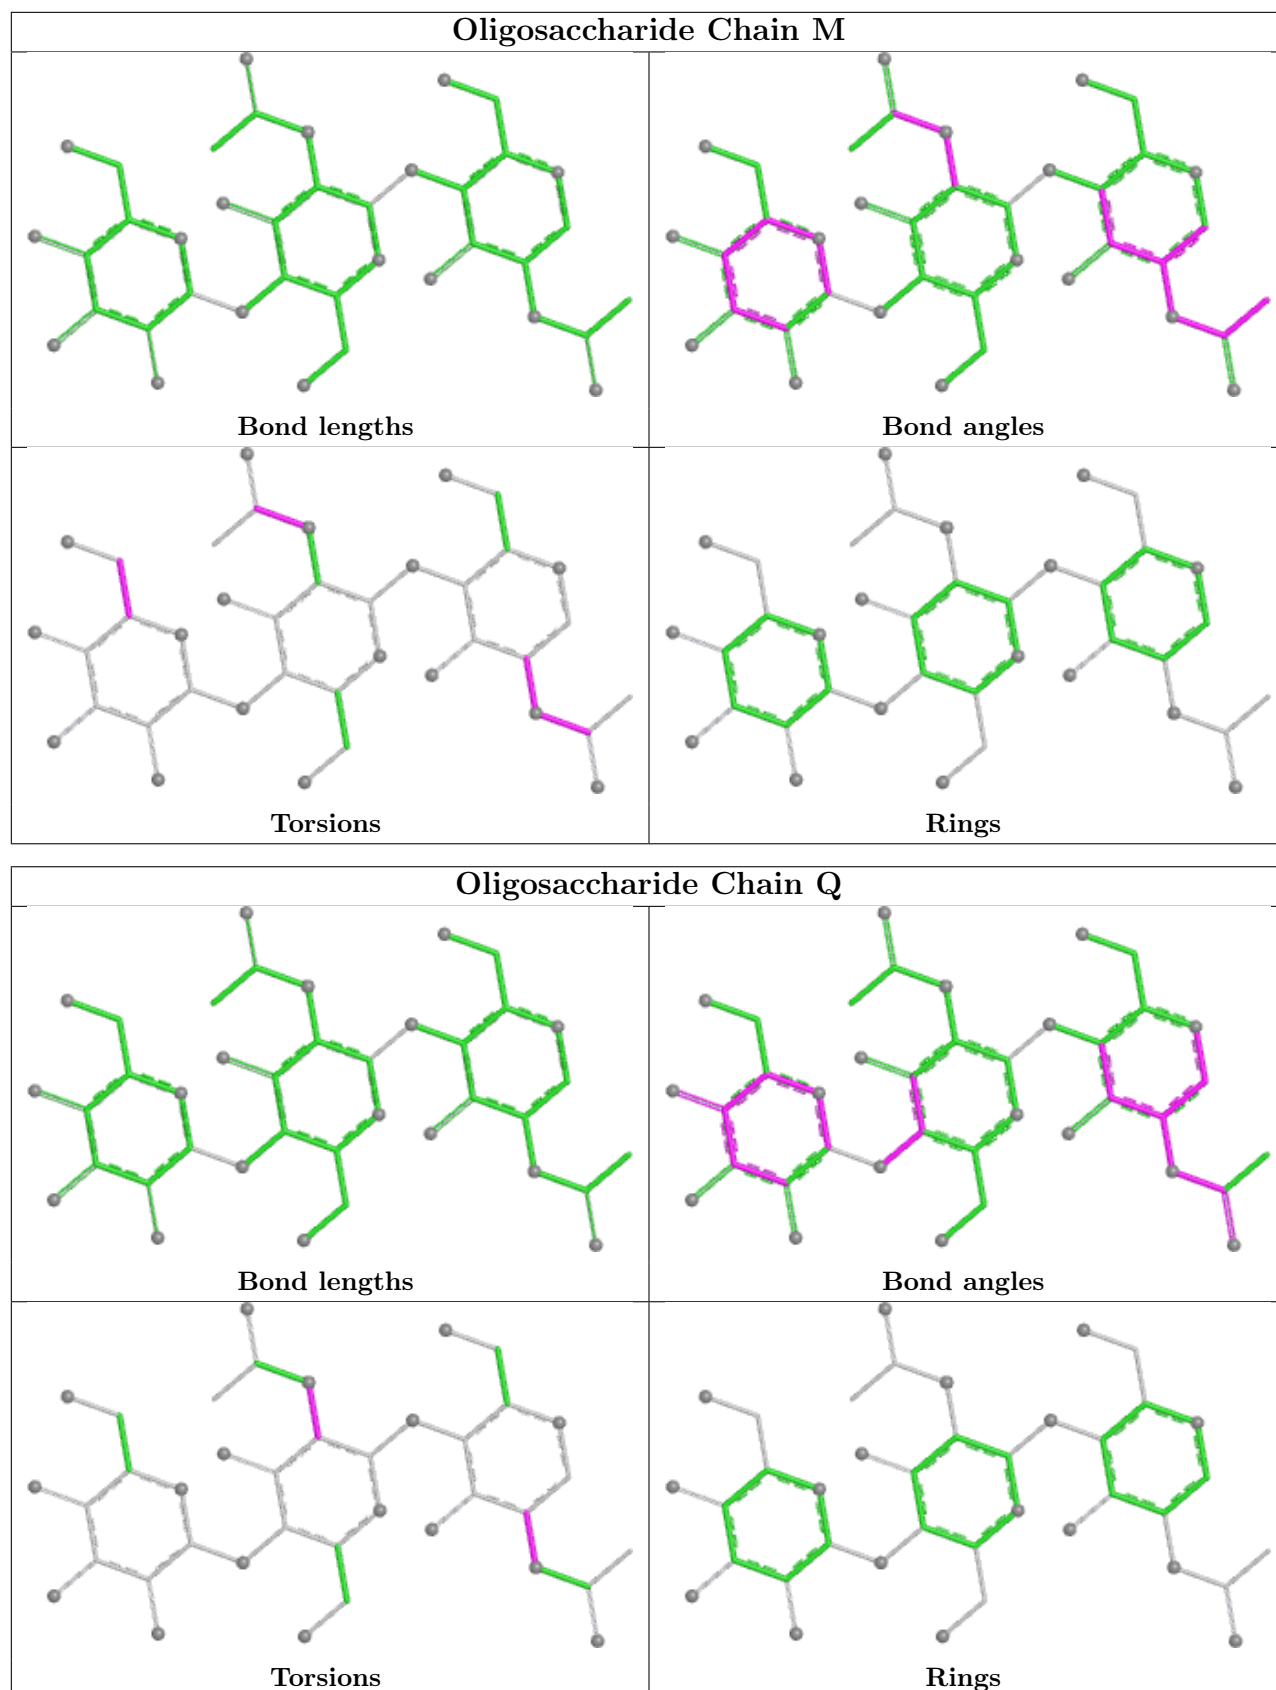 Oligosaccharide Chain M
Bond lengths
Bond angles
Torsions
Rings
Oligosaccharide Chain Q
Bond lengths
Bond angles
Torsions
Rings